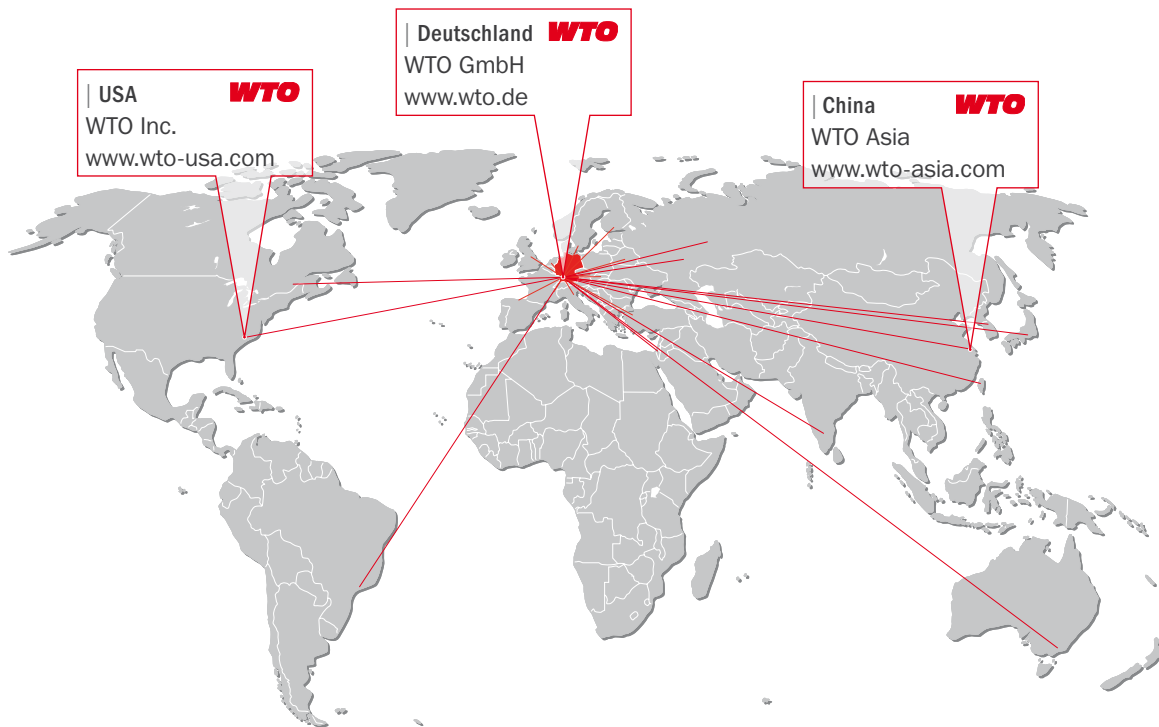 | USA WTO
WTO Inc.
www.wto-usa.com
| Deutschland WTO
WTO GmbH
www.wto.de
| China WTO
WTO Asia
www.wto-asia.com